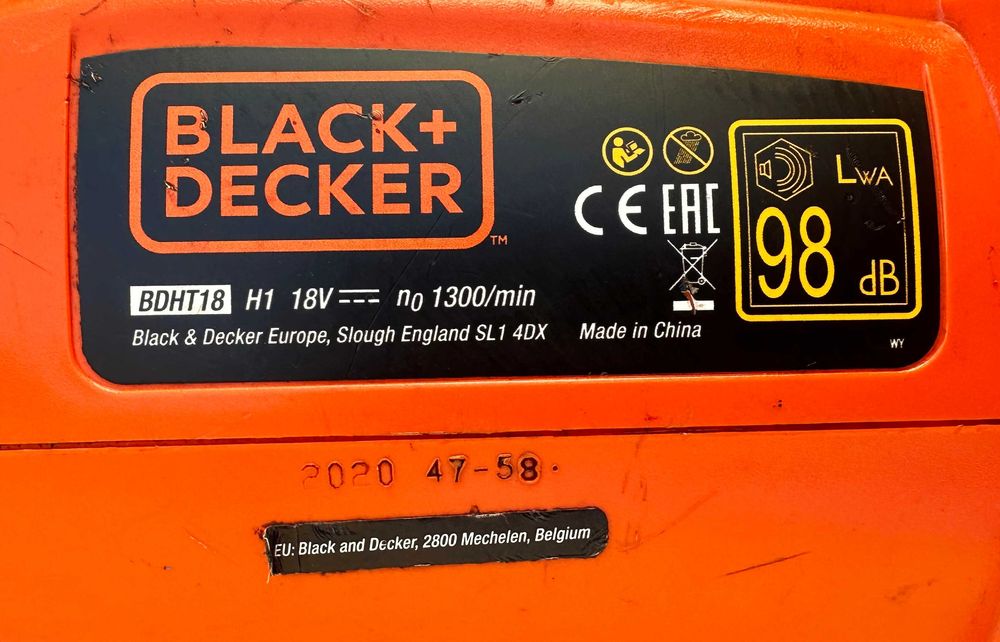 BLACK+
DECKER
TM
CE EAC
LWA
98
dB
BDHT18 H1 18V n0 1300/min
Black & Decker Europe, Slough England SL1 4DX Made in China
WY
2020 47-58
EU: Black and Decker, 2800 Mechelen, Belgium